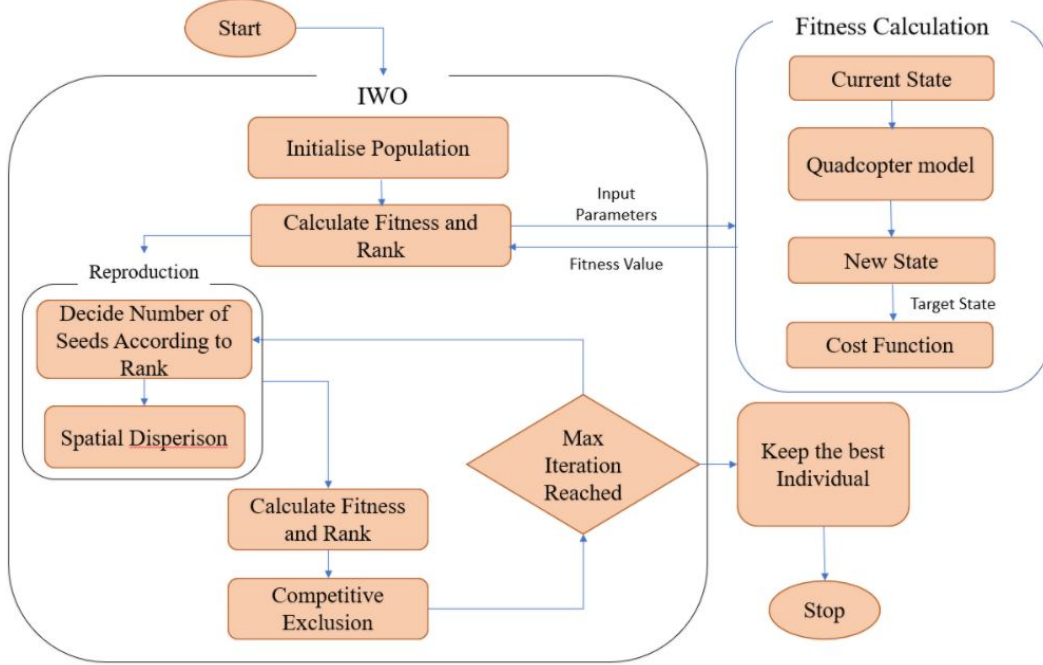 Start
IWO
Initialise Population
Calculate Fitness and
Rank
Input
Parameters
Fitness Value
Reproduction
Decide Number of
Seeds According to
Rank
Spatial Disperison
Calculate Fitness
and Rank
Competitive
Exclusion
Max
Iteration
Reached
Fitness Calculation
Current State
Quadcopter model
New State
Target State
Cost Function
Keep the best
Individual
Stop